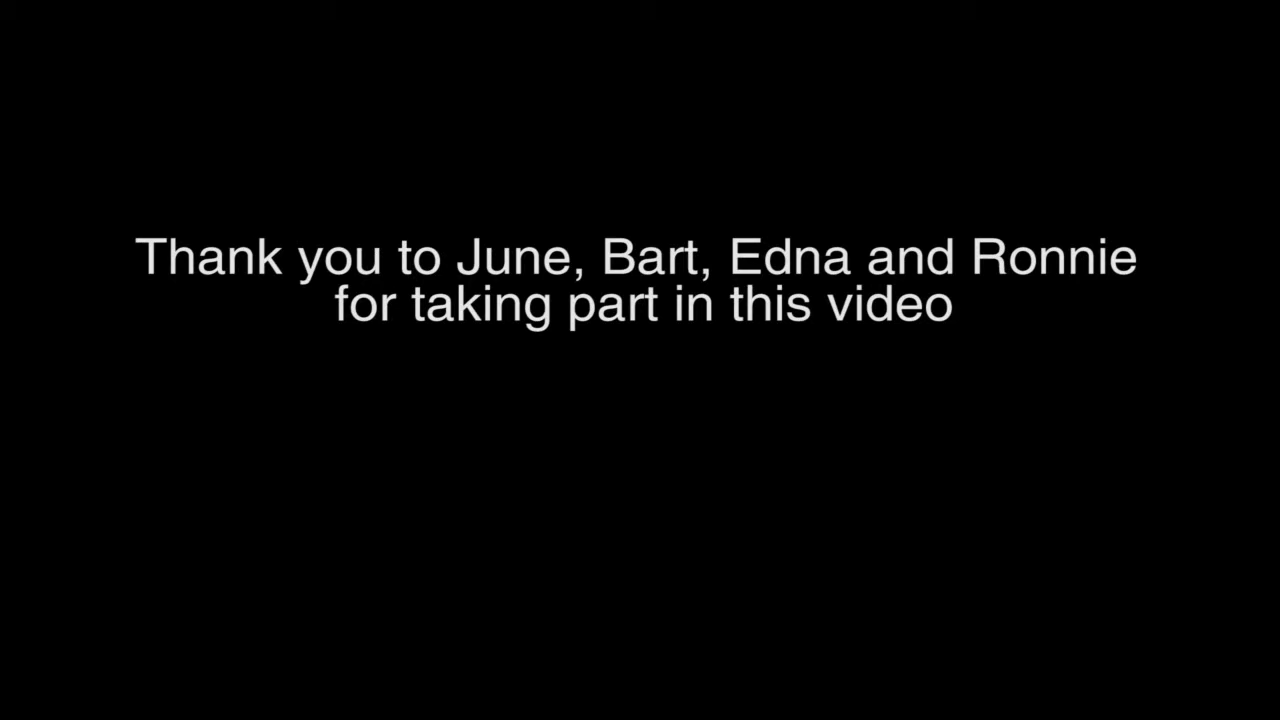 Thank you to June, Bart, Edna and Ronnie
for taking part in this video